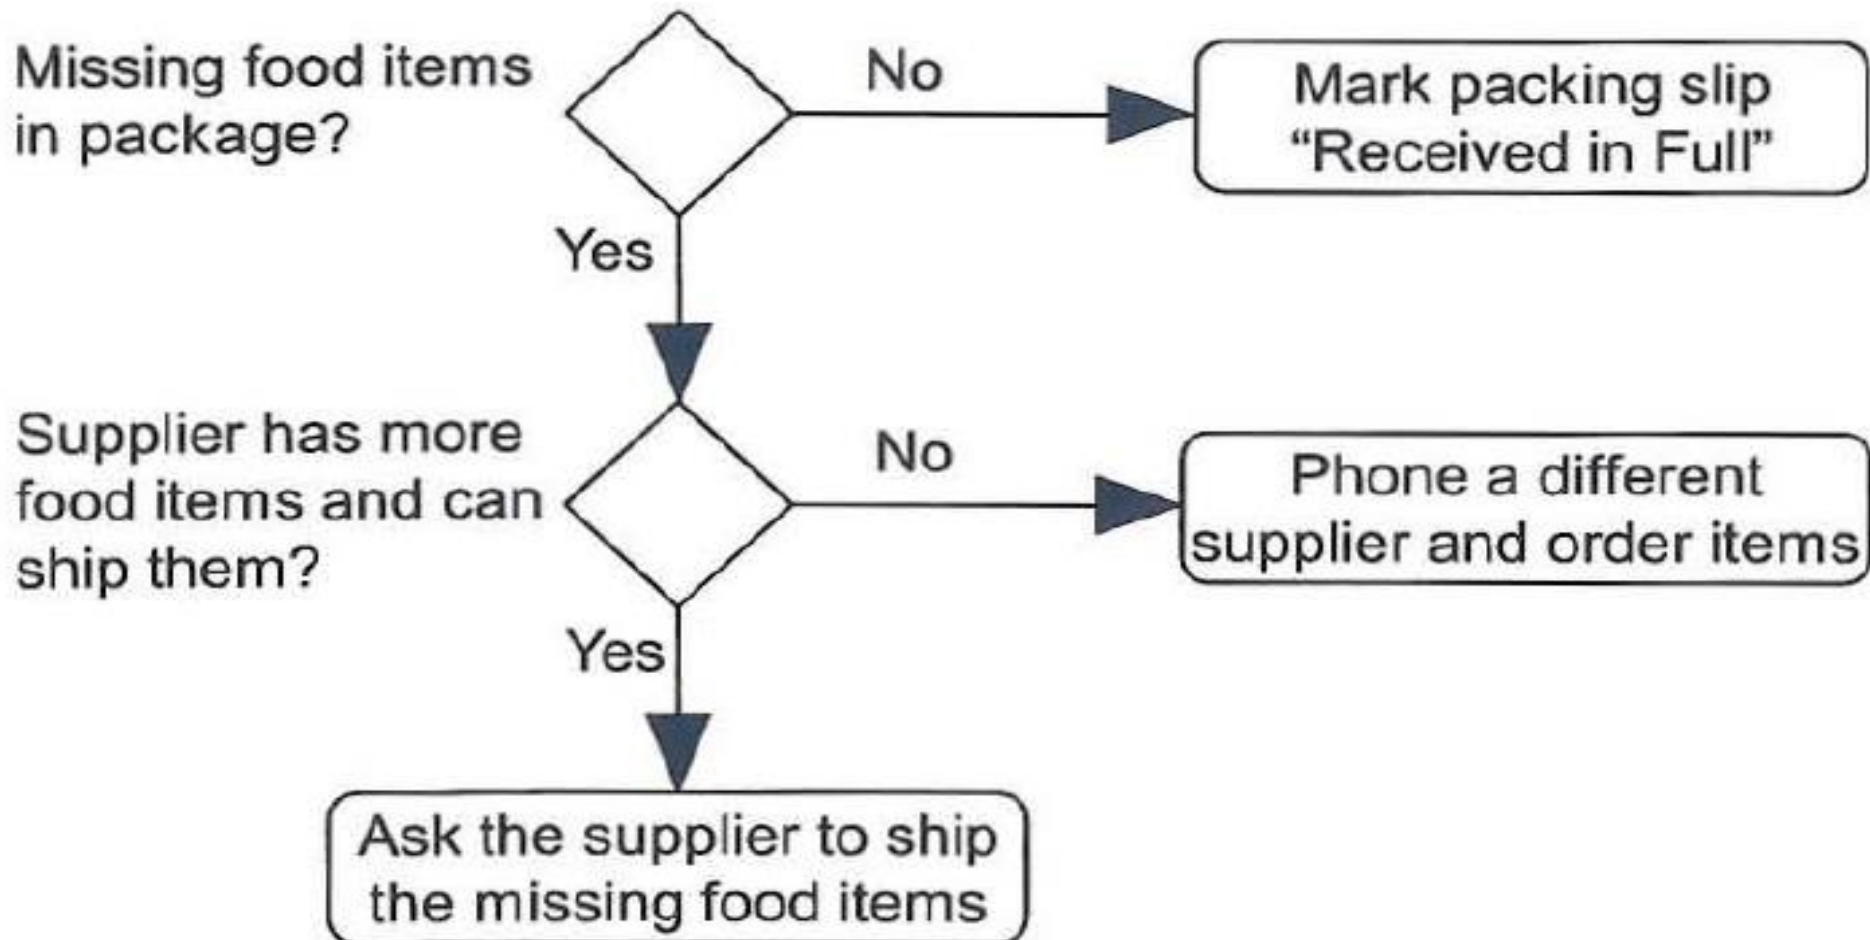 Missing food items
in package?
No
Mark packing slip
“Received in Full”
Yes
Supplier has more
food items and can
ship them?
No
Phone a different
supplier and order items
Yes
Ask the supplier to ship
the missing food items